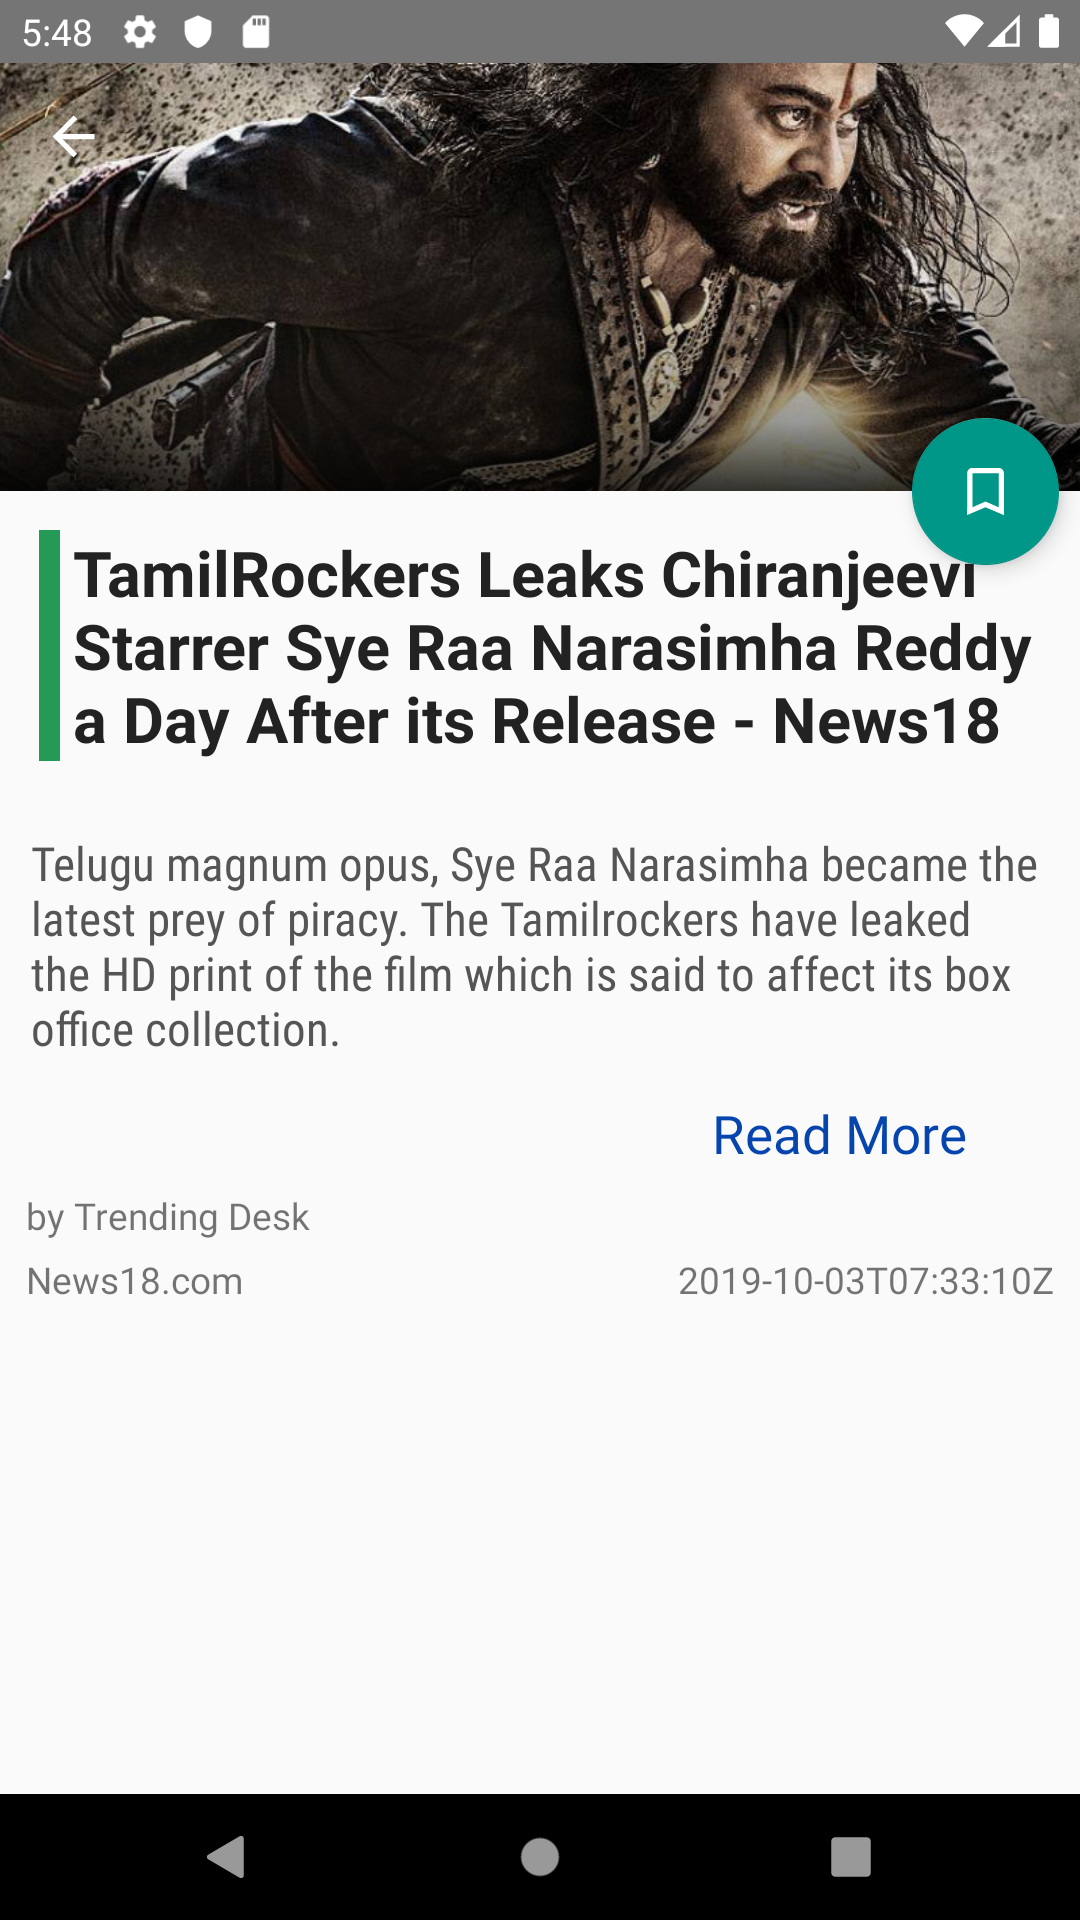 5:48
TamilRockers Leaks Chiranjeevi
Starrer Sye Raa Narasimha Reddy
a Day After its Release - News18
Telugu magnum opus, Sye Raa Narasimha became the
latest prey of piracy. The Tamilrockers have leaked
the HD print of the film which is said to affect its box
office collection.
Read More
by Trending Desk
News18.com
2019-10-03T07:33:10Z